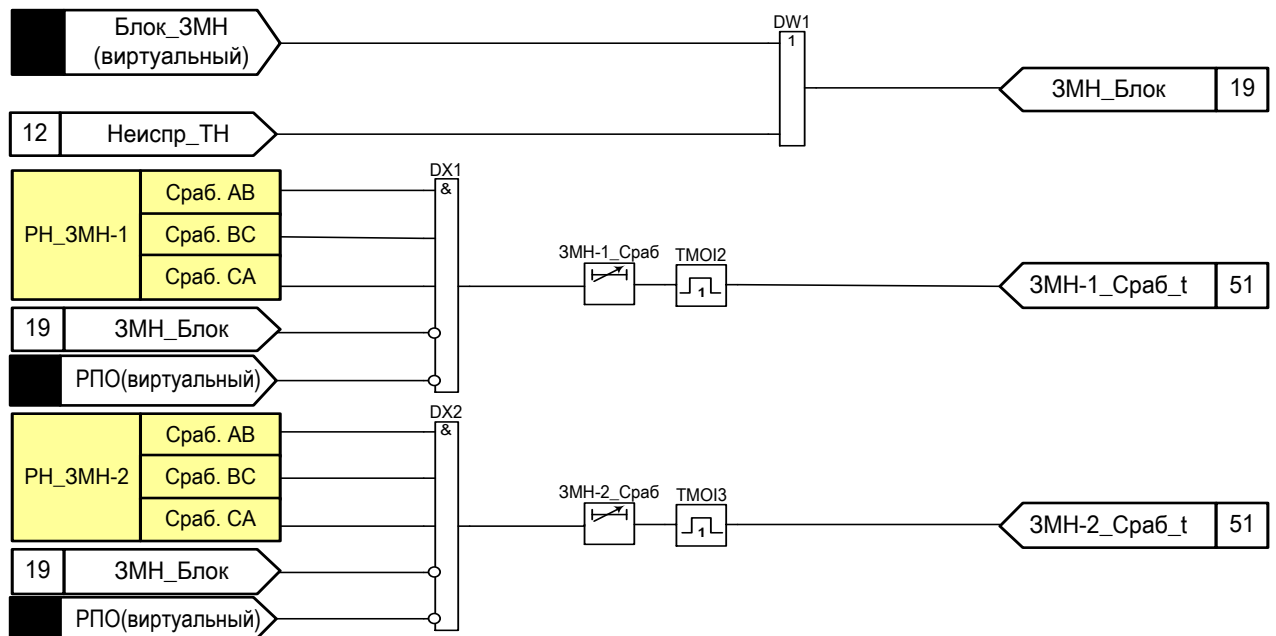 Блок_ЗМН
(виртуальный)
DW1
1
ЗМН_Блок 19
12 Неиспр_ТН
РН_ЗМН-1
Сраб. АВ
Сраб. ВС
Сраб. СА
19 ЗМН_Блок
РПО(виртуальный)
DX1
&
ЗМН-1_Сраб
TMOI2
1
ЗМН-1_Сраб_t 51
РН_ЗМН-2
Сраб. АВ
Сраб. ВС
Сраб. СА
19 ЗМН_Блок
РПО(виртуальный)
DX2
&
ЗМН-2_Сраб
TMOI3
1
ЗМН-2_Сраб_t 51